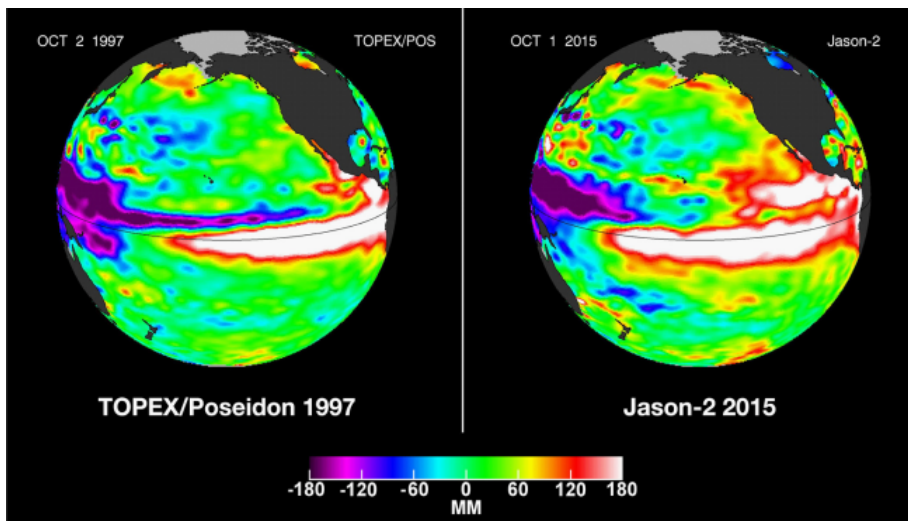 OCT 2 1997
TOPEX/POS
OCT 1 2015
Jason-2
TOPEX/Poseidon 1997
Jason-2 2015
-180 -120 -60 0 60 120 180
MM